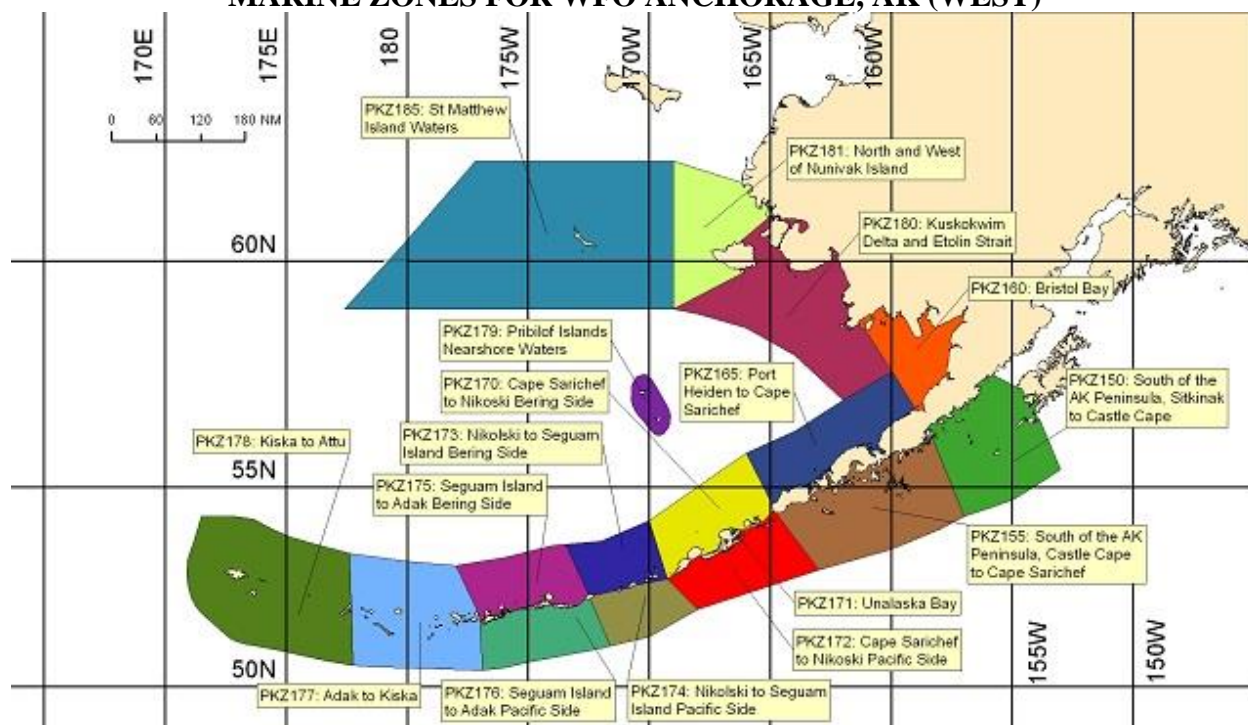 MARINE ZONES FOR WFO ANCHORAGE, AK (WEST)
170E
175E
180
175W
170W
165W
160W
0 60 120 180 NM
PKZ185: St Matthew
Island Waters
PKZ181: North and West
of Nunivak Island
PKZ180: Kuskokwim
Delta and Etolin Strait
60N
PKZ160: Bristol Bay
PKZ179: Pribilof Islands
Nearshore Waters
PKZ170: Cape Sarichef
to Nikoski Bering Side
PKZ165: Port
Heiden to Cape
Sarichef
PKZ150: South of the
AK Peninsula, Sitkinak
to Castle Cape
PKZ178: Kiska to Attu
PKZ173: Nikolski to Seguam
Island Bering Side
55N
PKZ175: Seguam Island
to Adak Bering Side
PKZ155: South of the AK
Peninsula, Castle Cape
to Cape Sarichef
PKZ171: Unalaska Bay
PKZ172: Cape Sarichef
to Nikoski Pacific Side
155W
150W
50N
PKZ177: Adak to Kiska
PKZ176: Seguam Island
to Adak Pacific Side
PKZ174: Nikolski to Seguam
Island Pacific Side